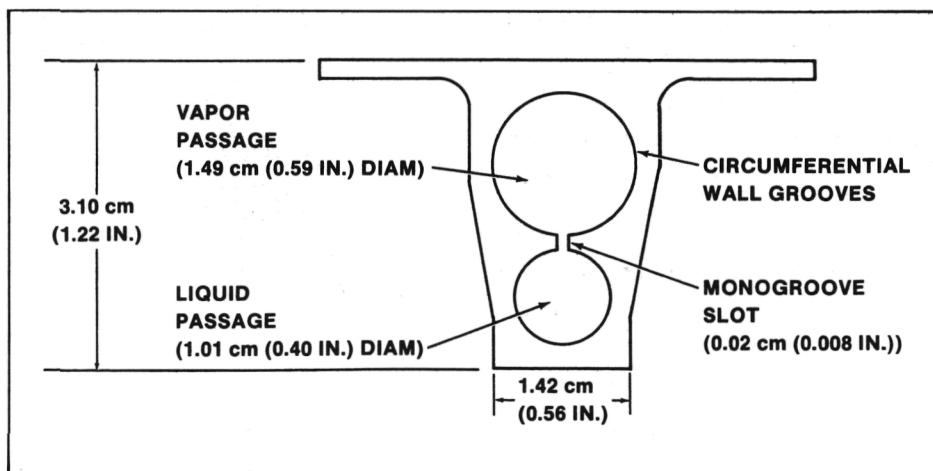 VAPOR
PASSAGE
(1.49 cm (0.59 IN.) DIAM)
CIRCUMFERENTIAL
WALL GROOVES
3.10 cm
(1.22 IN.)
LIQUID
PASSAGE
(1.01 cm (0.40 IN.) DIAM)
MONOGROOVE
SLOT
(0.02 cm (0.008 IN.))
1.42 cm
(0.56 IN.)